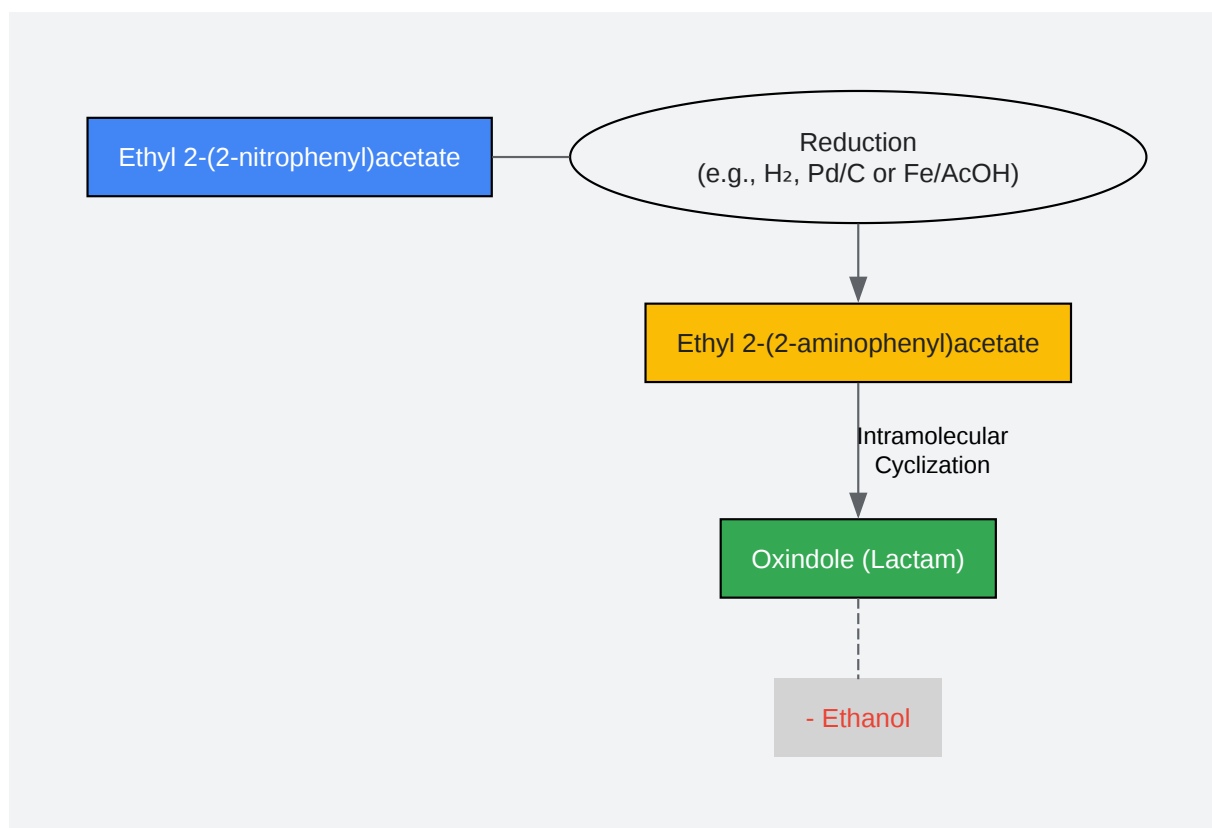 Ethyl 2-(2-nitrophenyl)acetate
Reduction
(e.g., H₂, Pd/C or Fe/AcOH)
Ethyl 2-(2-aminophenyl)acetate
Intramolecular
Cyclization
Oxindole (Lactam)
- Ethanol